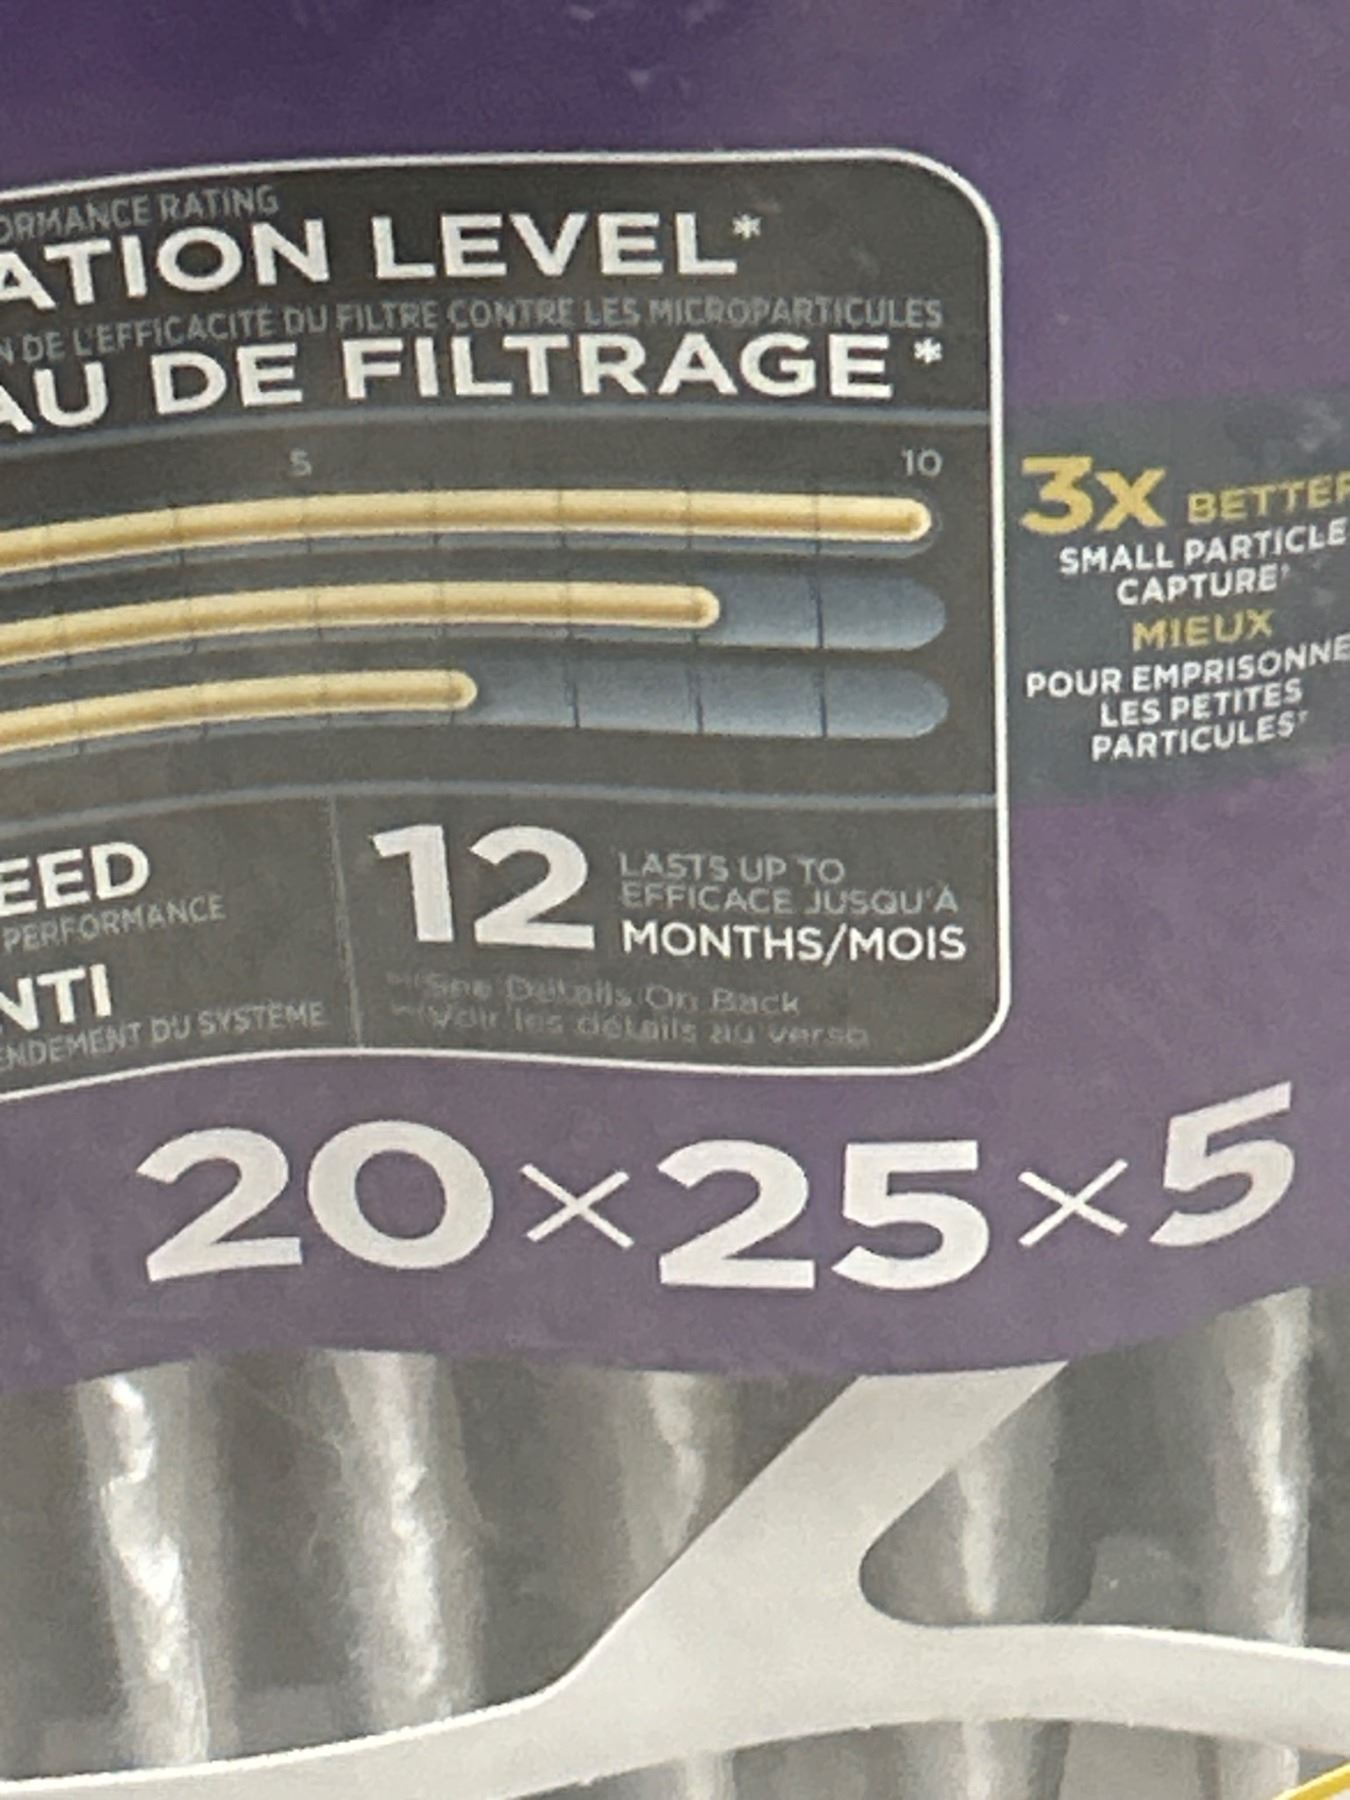 ORMANCE RATING
ATION LEVEL*
N DE L'EFFICACITÉ DU FILTRE CONTRE LES MICROPARTICULES
AU DE FILTRAGE*
5 10
3X BETTER
SMALL PARTICLE
CAPTURE†
MIEUX
POUR EMPRISONNE
LES PETITES
PARTICULES†
EED
PERFORMANCE
NTI
ENDEMENT DU SYSTÈME
12 LASTS UP TO
EFFICACE JUSQU'À
MONTHS/MOIS
See Details On Back
Voir les détails au verso
20×25×5